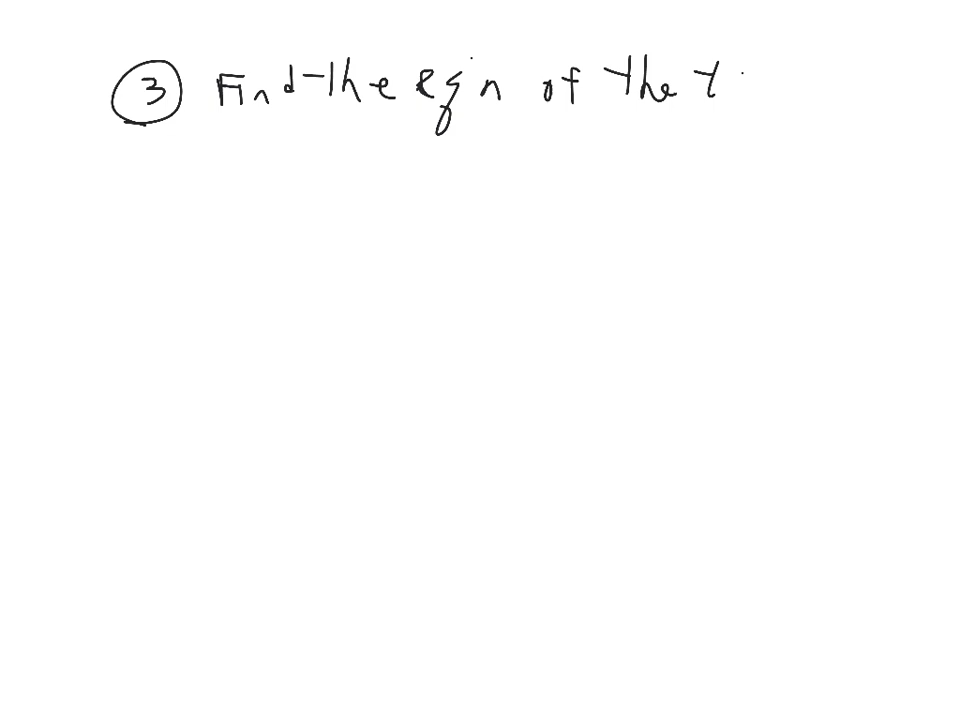 ③ Find the eqn of the t